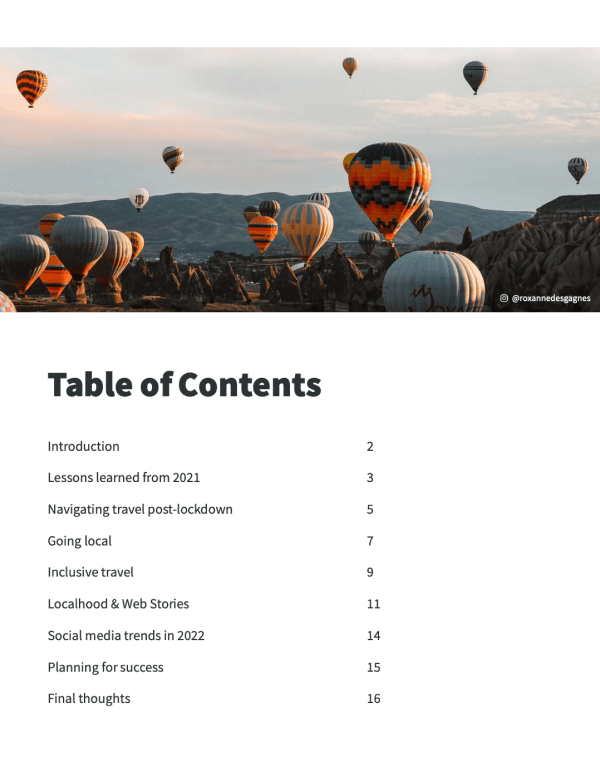 @roxannedesgagnes
Table of Contents
Introduction 2
Lessons learned from 2021 3
Navigating travel post-lockdown 5
Going local 7
Inclusive travel 9
Localhood & Web Stories 11
Social media trends in 2022 14
Planning for success 15
Final thoughts 16